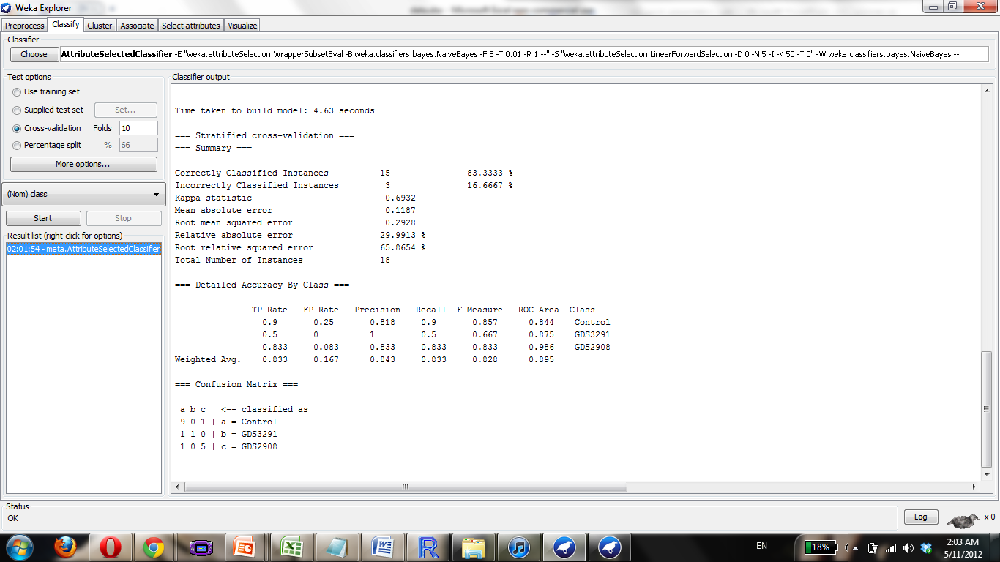 Weka Explorer
Preprocess Classify Cluster Associate Select attributes Visualize
Classifier
Choose AttributeSelectedClassifier -E "weka.attributeSelection.WrapperSubsetEval -B weka.classifiers.bayes.NaiveBayes -F 5 -T 0.01 -R 1 --" -S "weka.attributeSelection.LinearForwardSelection -D 0 -N 5 -I -K 50 -T 0" -W weka.classifiers.bayes.NaiveBayes --
Test options
Use training set
Supplied test set Set...
Cross-validation Folds 10
Percentage split % 66
More options...
(Nom) class
Start Stop
Result list (right-click for options)
02:01:54 - meta.AttributeSelectedClassifier
Classifier output
Time taken to build model: 4.63 seconds
=== Stratified cross-validation ===
=== Summary ===
Correctly Classified Instances 15 83.3333 %
Incorrectly Classified Instances 3 16.6667 %
Kappa statistic 0.6932
Mean absolute error 0.1187
Root mean squared error 0.2928
Relative absolute error 29.9913 %
Root relative squared error 65.8654 %
Total Number of Instances 18
=== Detailed Accuracy By Class ===
TP Rate FP Rate Precision Recall F-Measure ROC Area Class
0.9 0.25 0.818 0.9 0.857 0.844 Control
0.5 0 1 0.5 0.667 0.875 GDS3291
0.833 0.083 0.833 0.833 0.833 0.986 GDS2908
Weighted Avg. 0.833 0.167 0.843 0.833 0.828 0.895
=== Confusion Matrix ===
a b c <-- classified as
9 0 1 | a = Control
1 1 0 | b = GDS3291
1 0 5 | c = GDS2908
Status
OK
Log x 0
EN 18% 2:03 AM
5/11/2012